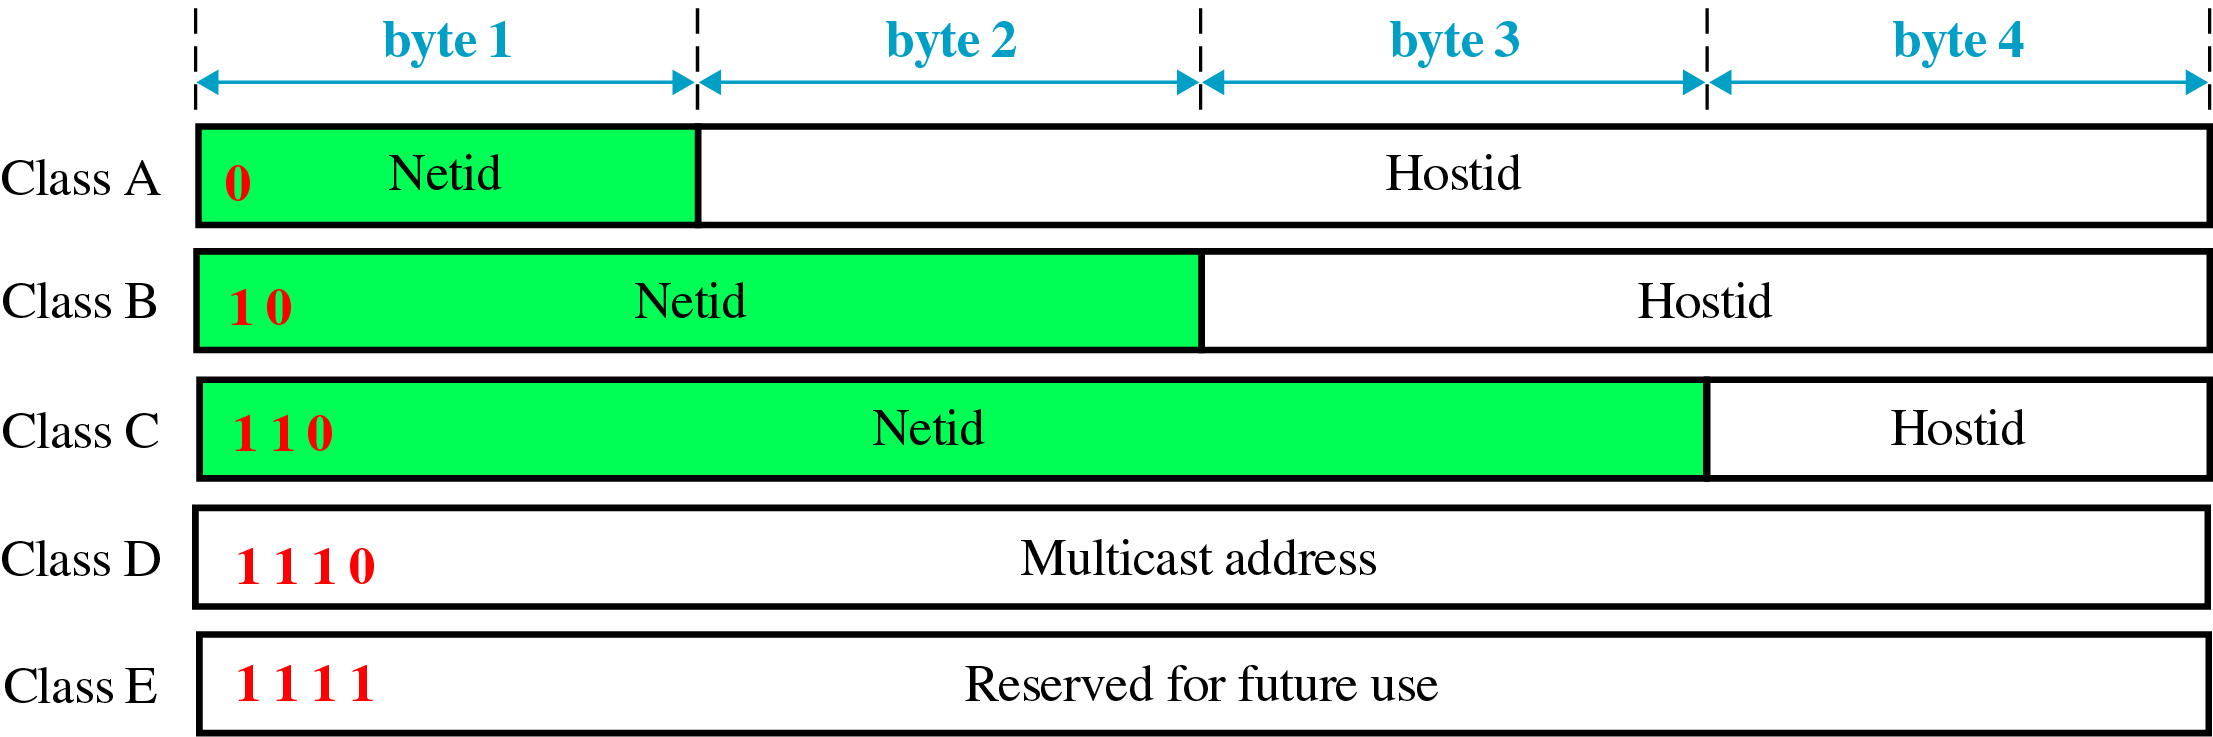 byte 1 byte 2 byte 3 byte 4
Class A 0 Netid Hostid
Class B 1 0 Netid Hostid
Class C 1 1 0 Netid Hostid
Class D 1 1 1 0 Multicast address
Class E 1 1 1 1 Reserved for future use